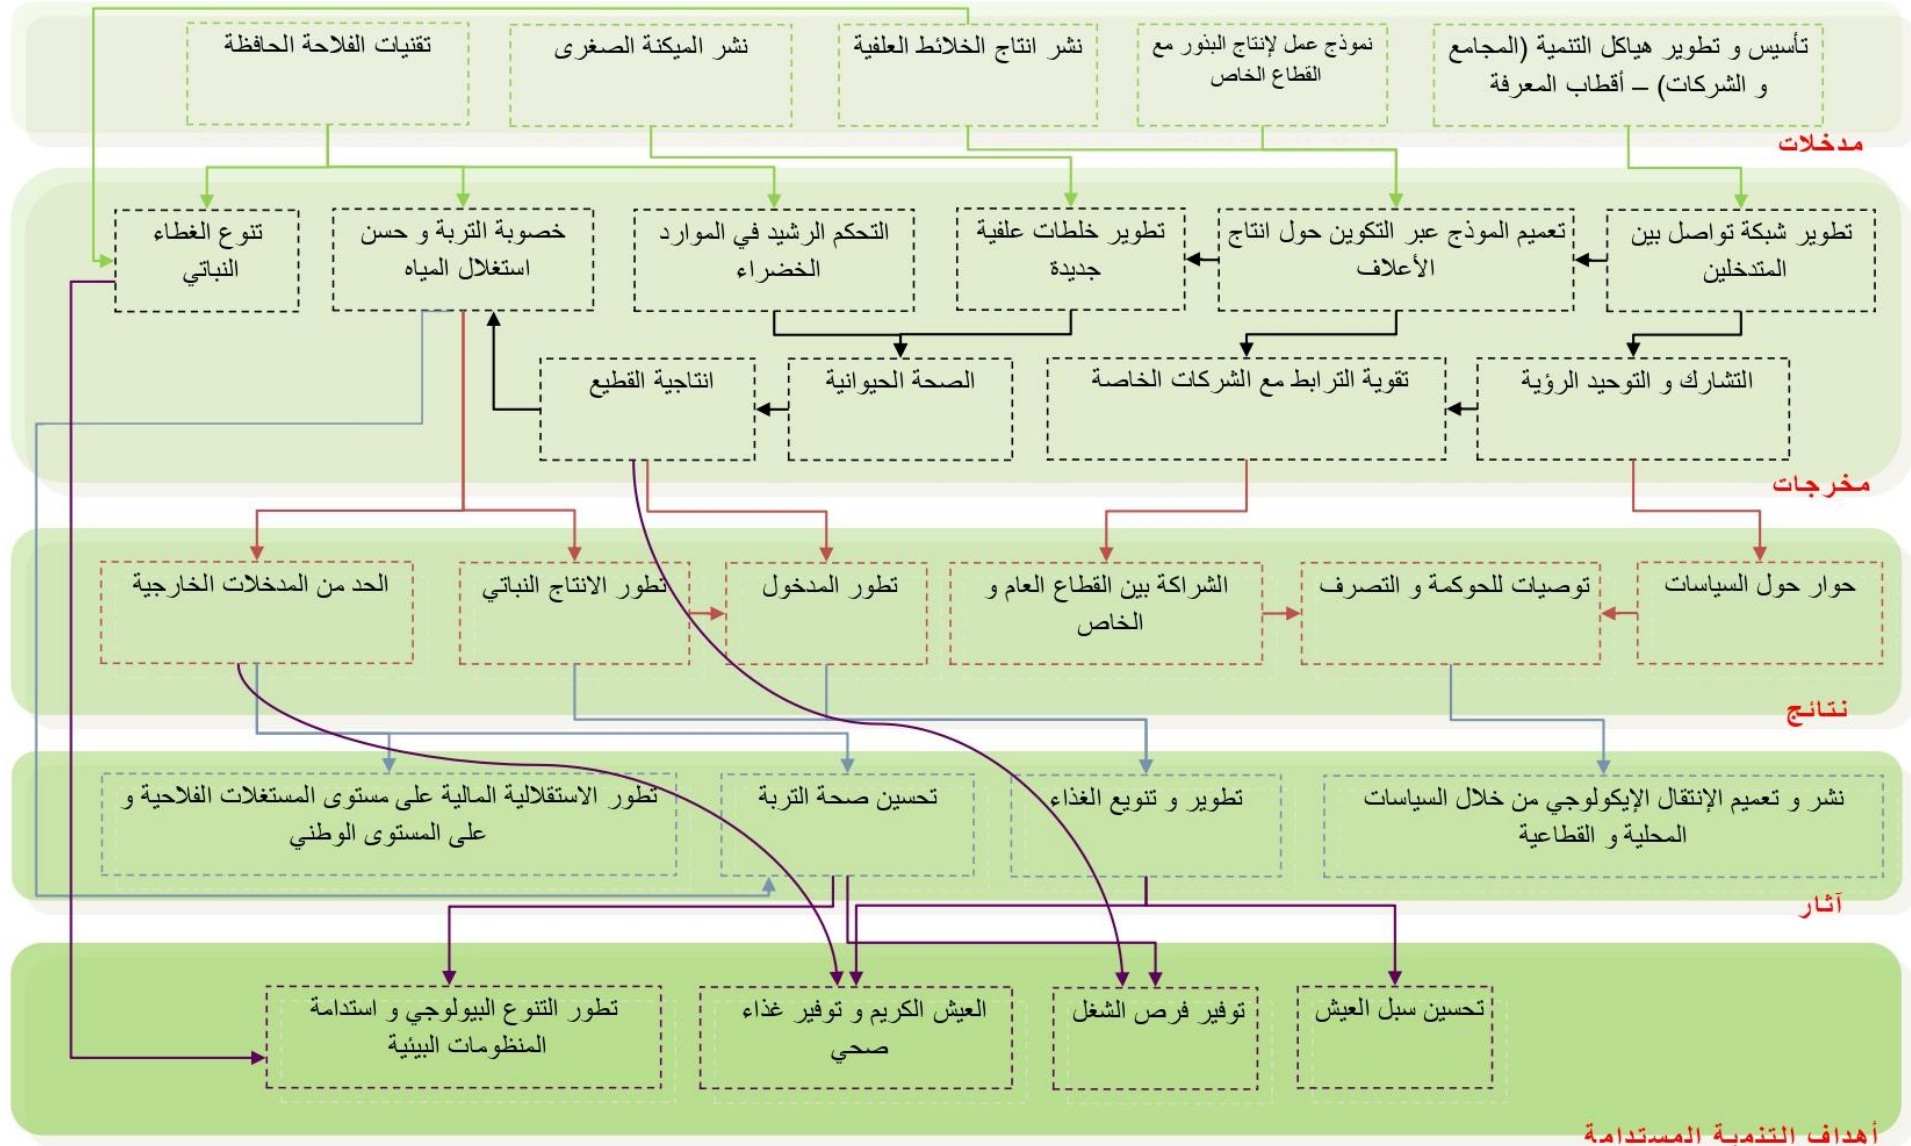 تأسيس و تطوير هياكل التنمية (المجامع
و الشركات) – أقطاب المعرفة
نموذج عمل لإنتاج البذور مع
القطاع الخاص
نشر انتاج الخلائط العلفية
نشر الميكنة الصغرى
تقنيات الفلاحة الحافظة
مدخلات
تطوير شبكة تواصل بين
المتدخلين
تعميم الموذج عبر التكوين حول انتاج
الأعلاف
تطوير خلطات علفية
جديدة
التحكم الرشيد في الموارد
الخضراء
خصوبة التربة و حسن
استغلال المياه
تنوع الغطاء
النباتي
التشارك و التوحيد الرؤية
تقوية الترابط مع الشركات الخاصة
الصحة الحيوانية
انتاجية القطيع
مخرجات
حوار حول السياسات
توصيات للحوكمة و التصرف
الشراكة بين القطاع العام و
الخاص
تطور المدخول
تطور الانتاج النباتي
الحد من المدخلات الخارجية
نتائج
نشر و تعميم الإنتقال الإيكولوجي من خلال السياسات
المحلية و القطاعية
تطوير و تنويع الغذاء
تحسين صحة التربة
تطور الاستقلالية المالية على مستوى المستغلات الفلاحية و
على المستوى الوطني
آثار
تحسين سبل العيش
توفير فرص الشغل
العيش الكريم و توفير غذاء
صحي
تطور التنوع البيولوجي و استدامة
المنظومات البيئية
أهداف التنمية المستدامة